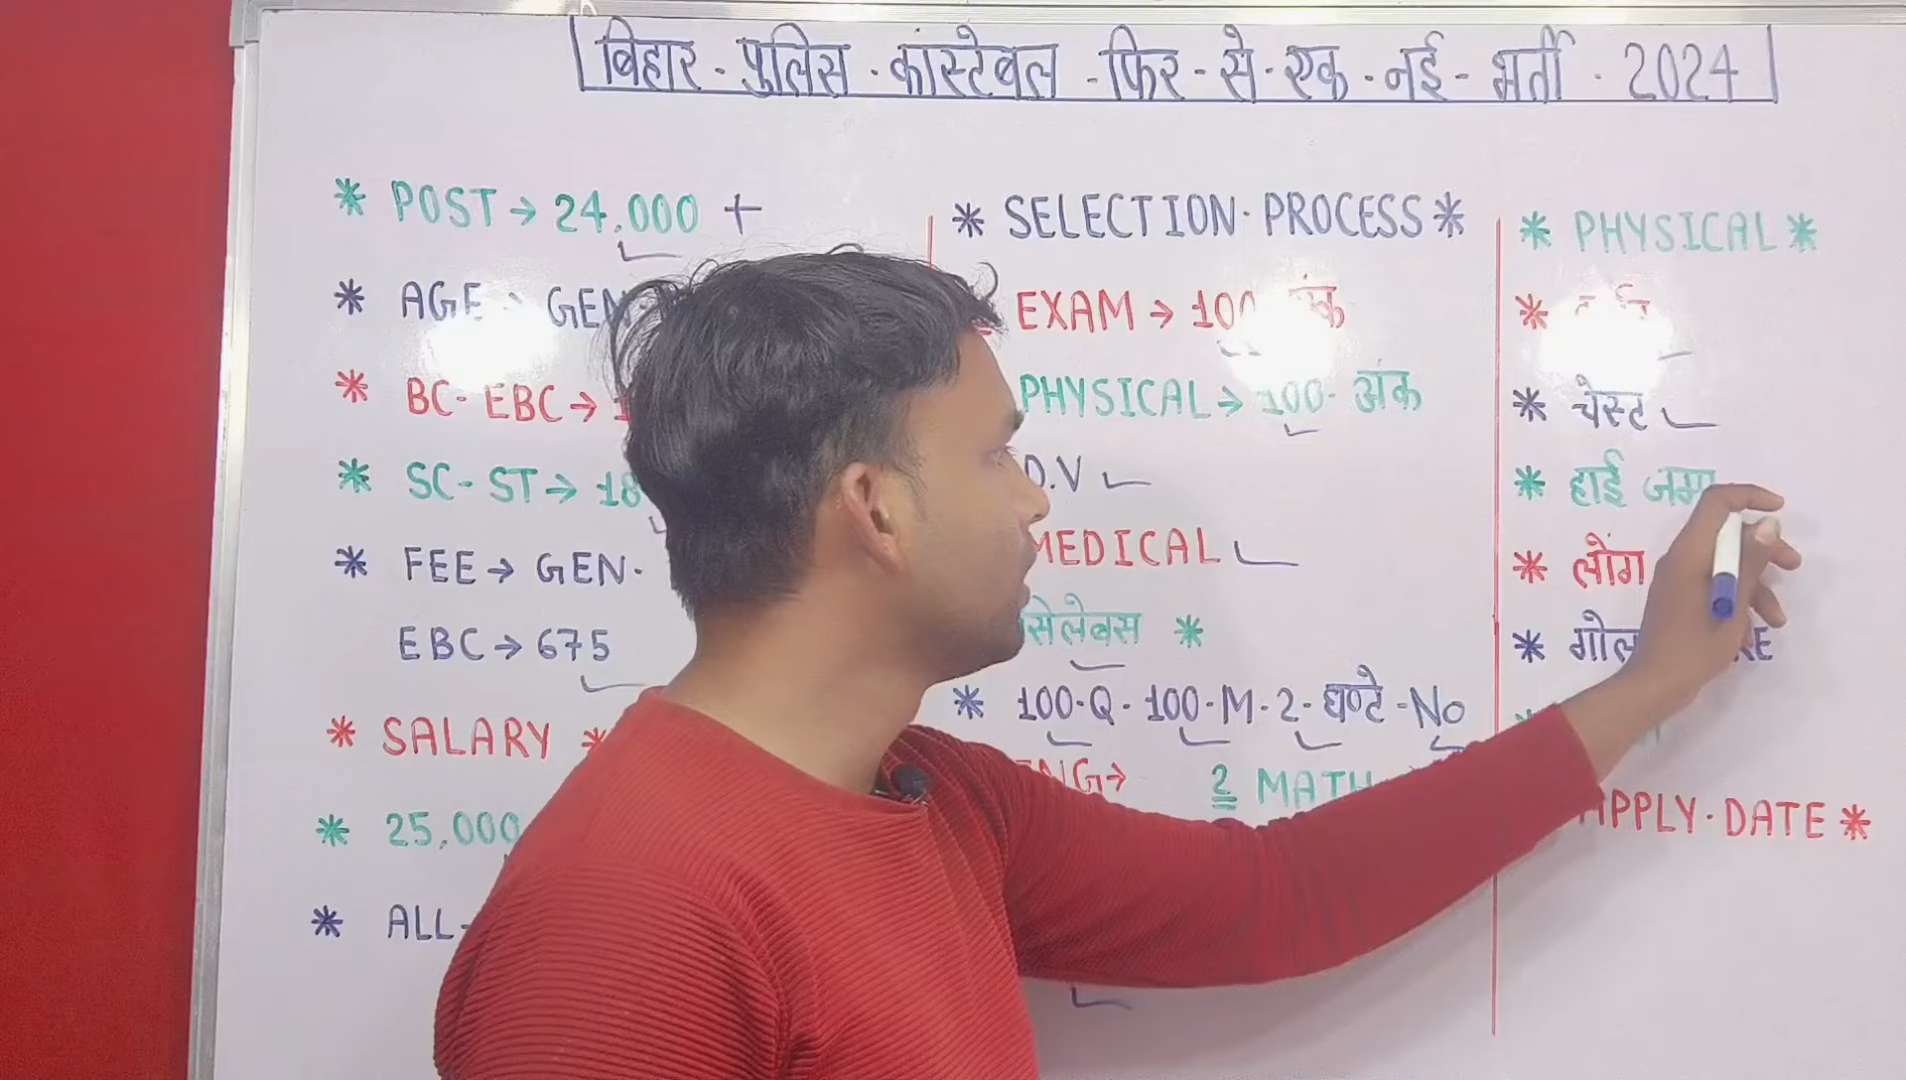 बिहार - पुलिस - कांस्टेबल - फिर - से - एक - नई - भर्ती - 2024
* POST → 24,000 +
* AGE → GEN-
* BC-EBC →
* SC-ST → 18
* FEE → GEN-
EBC → 675
* SALARY *
* 25,000
* ALL-
* SELECTION-PROCESS *
EXAM → 100
PHYSICAL → 100- अंक
D.V
MEDICAL
सेलेबस *
* 100-Q-100-M-2-घण्टे-No
2 MATH
* PHYSICAL *
*
* चेस्ट
* हाई जम्प
* लोंग
*
APPLY-DATE *